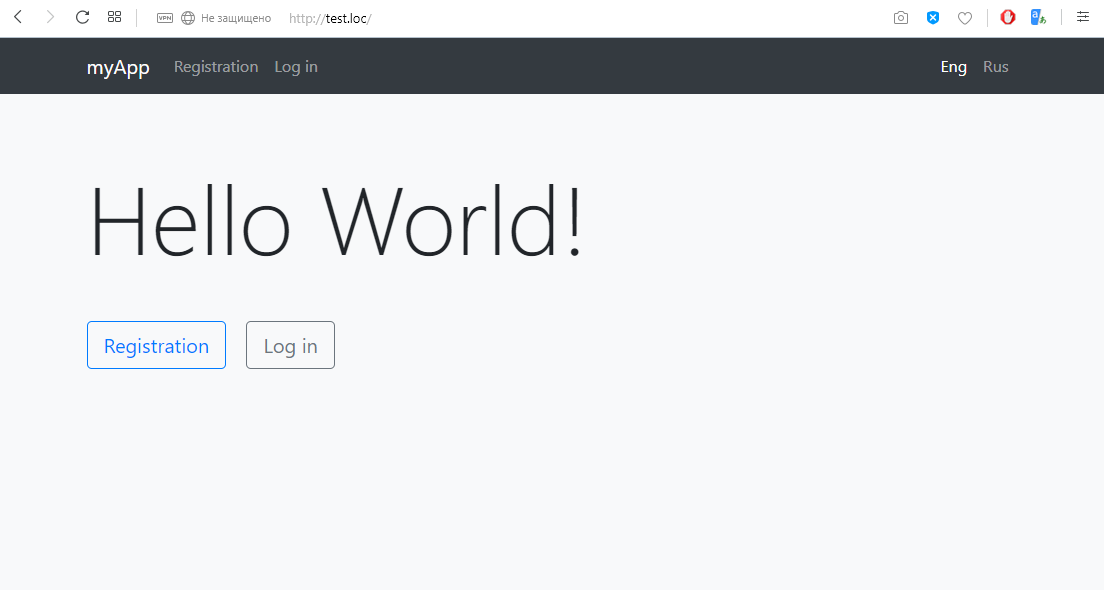 VPN Не защищено http://test.loc/
myApp Registration Log in Eng Rus
Hello World!
Registration Log in